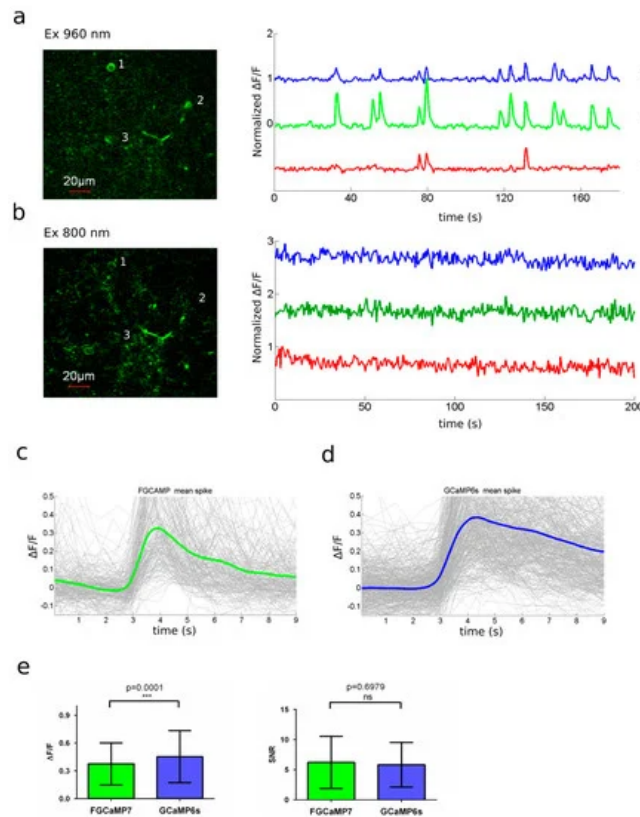 a
Ex 960 nm
1
2
3
20μm
Normalized ΔF/F
2
1
0
0 40 80 120 160
time (s)
b
Ex 800 nm
1
2
3
20μm
Normalized ΔF/F
3
2
1
0 50 100 150 200
time (s)
c
FGCAMP mean spike
ΔF/F
0.5
0.4
0.3
0.2
0.1
0
-0.1
1 2 3 4 5 6 7 8 9
time (s)
d
GCaMP6s mean spike
ΔF/F
0.5
0.4
0.3
0.2
0.1
0
-0.1
1 2 3 4 5 6 7 8 9
time (s)
e
p=0.0001
***
ΔF/F
0.9
0.6
0.3
0.0
FGCaMP7 GCaMP6s
p=0.6979
ns
SNR
15
10
5
0
FGCaMP7 GCaMP6s